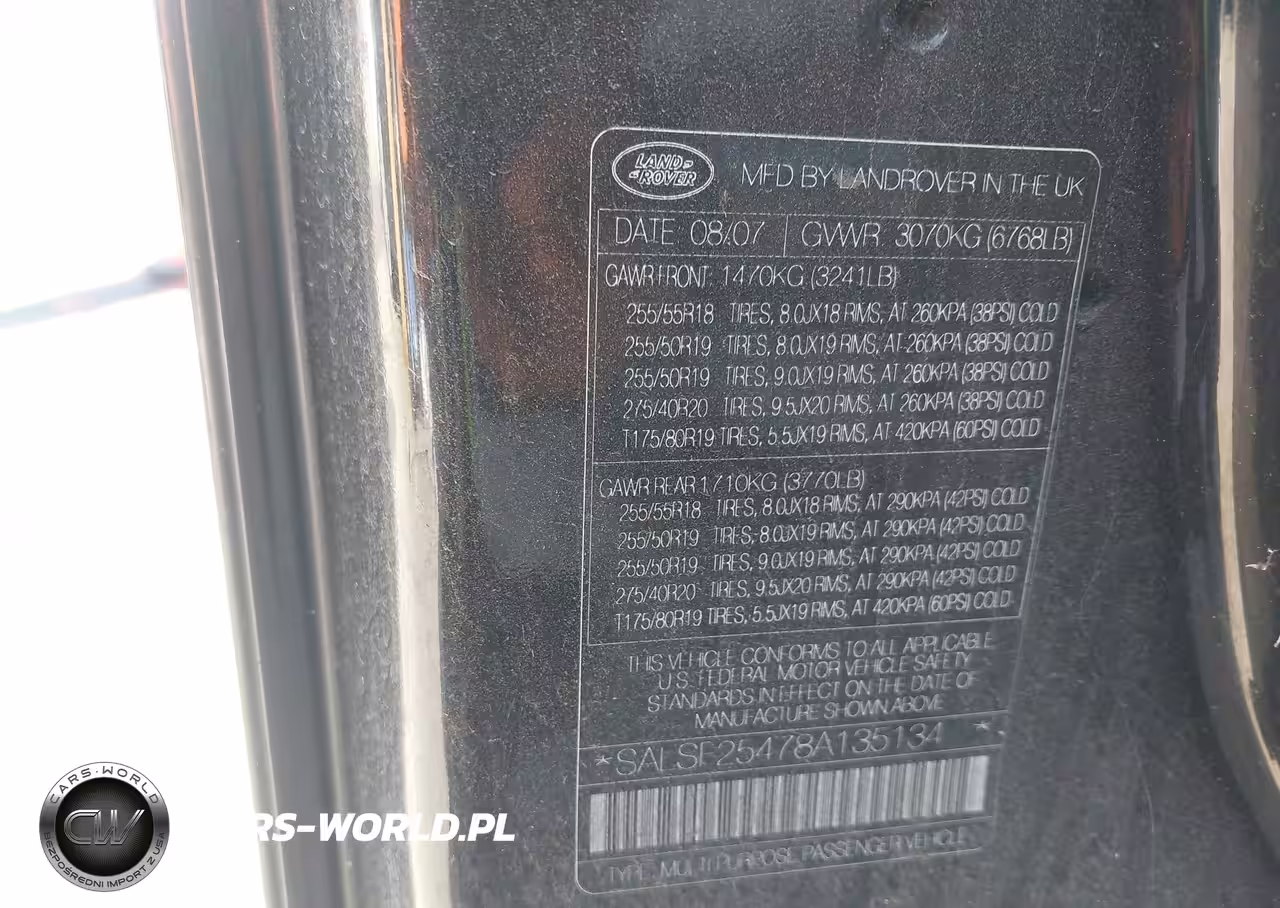 LAND ROVER
MFD BY LANDROVER IN THE UK
DATE 08/07 GVWR 3070KG (6768LB)
GAWR FRONT 1470KG (3241LB)
255/55R18 TIRES, 8.0JX18 RIMS, AT 260KPA (38PSI) COLD
255/50R19 TIRES, 8.0JX19 RIMS, AT 260KPA (38PSI) COLD
255/50R19 TIRES, 9.0JX19 RIMS, AT 260KPA (38PSI) COLD
275/40R20 TIRES, 9.5JX20 RIMS, AT 260KPA (38PSI) COLD
T175/80R19 TIRES, 5.5JX19 RIMS, AT 420KPA (60PSI) COLD
GAWR REAR 1710KG (3770LB)
255/55R18 TIRES, 8.0JX18 RIMS, AT 290KPA (42PSI) COLD
255/50R19 TIRES, 8.0JX19 RIMS, AT 290KPA (42PSI) COLD
255/50R19 TIRES, 9.0JX19 RIMS, AT 290KPA (42PSI) COLD
275/40R20 TIRES, 9.5JX20 RIMS, AT 290KPA (42PSI) COLD
T175/80R19 TIRES, 5.5JX19 RIMS, AT 420KPA (60PSI) COLD
THIS VEHICLE CONFORMS TO ALL APPLICABLE
U.S. FEDERAL MOTOR VEHICLE SAFETY
STANDARDS IN EFFECT ON THE DATE OF
MANUFACTURE SHOWN ABOVE
*SALSF25478A135134 *
TYPE: MULTI PURPOSE PASSENGER VEHICLE
CARS-WORLD
CW
BEZPOŚREDNI IMPORT Z USA
RS-WORLD.PL